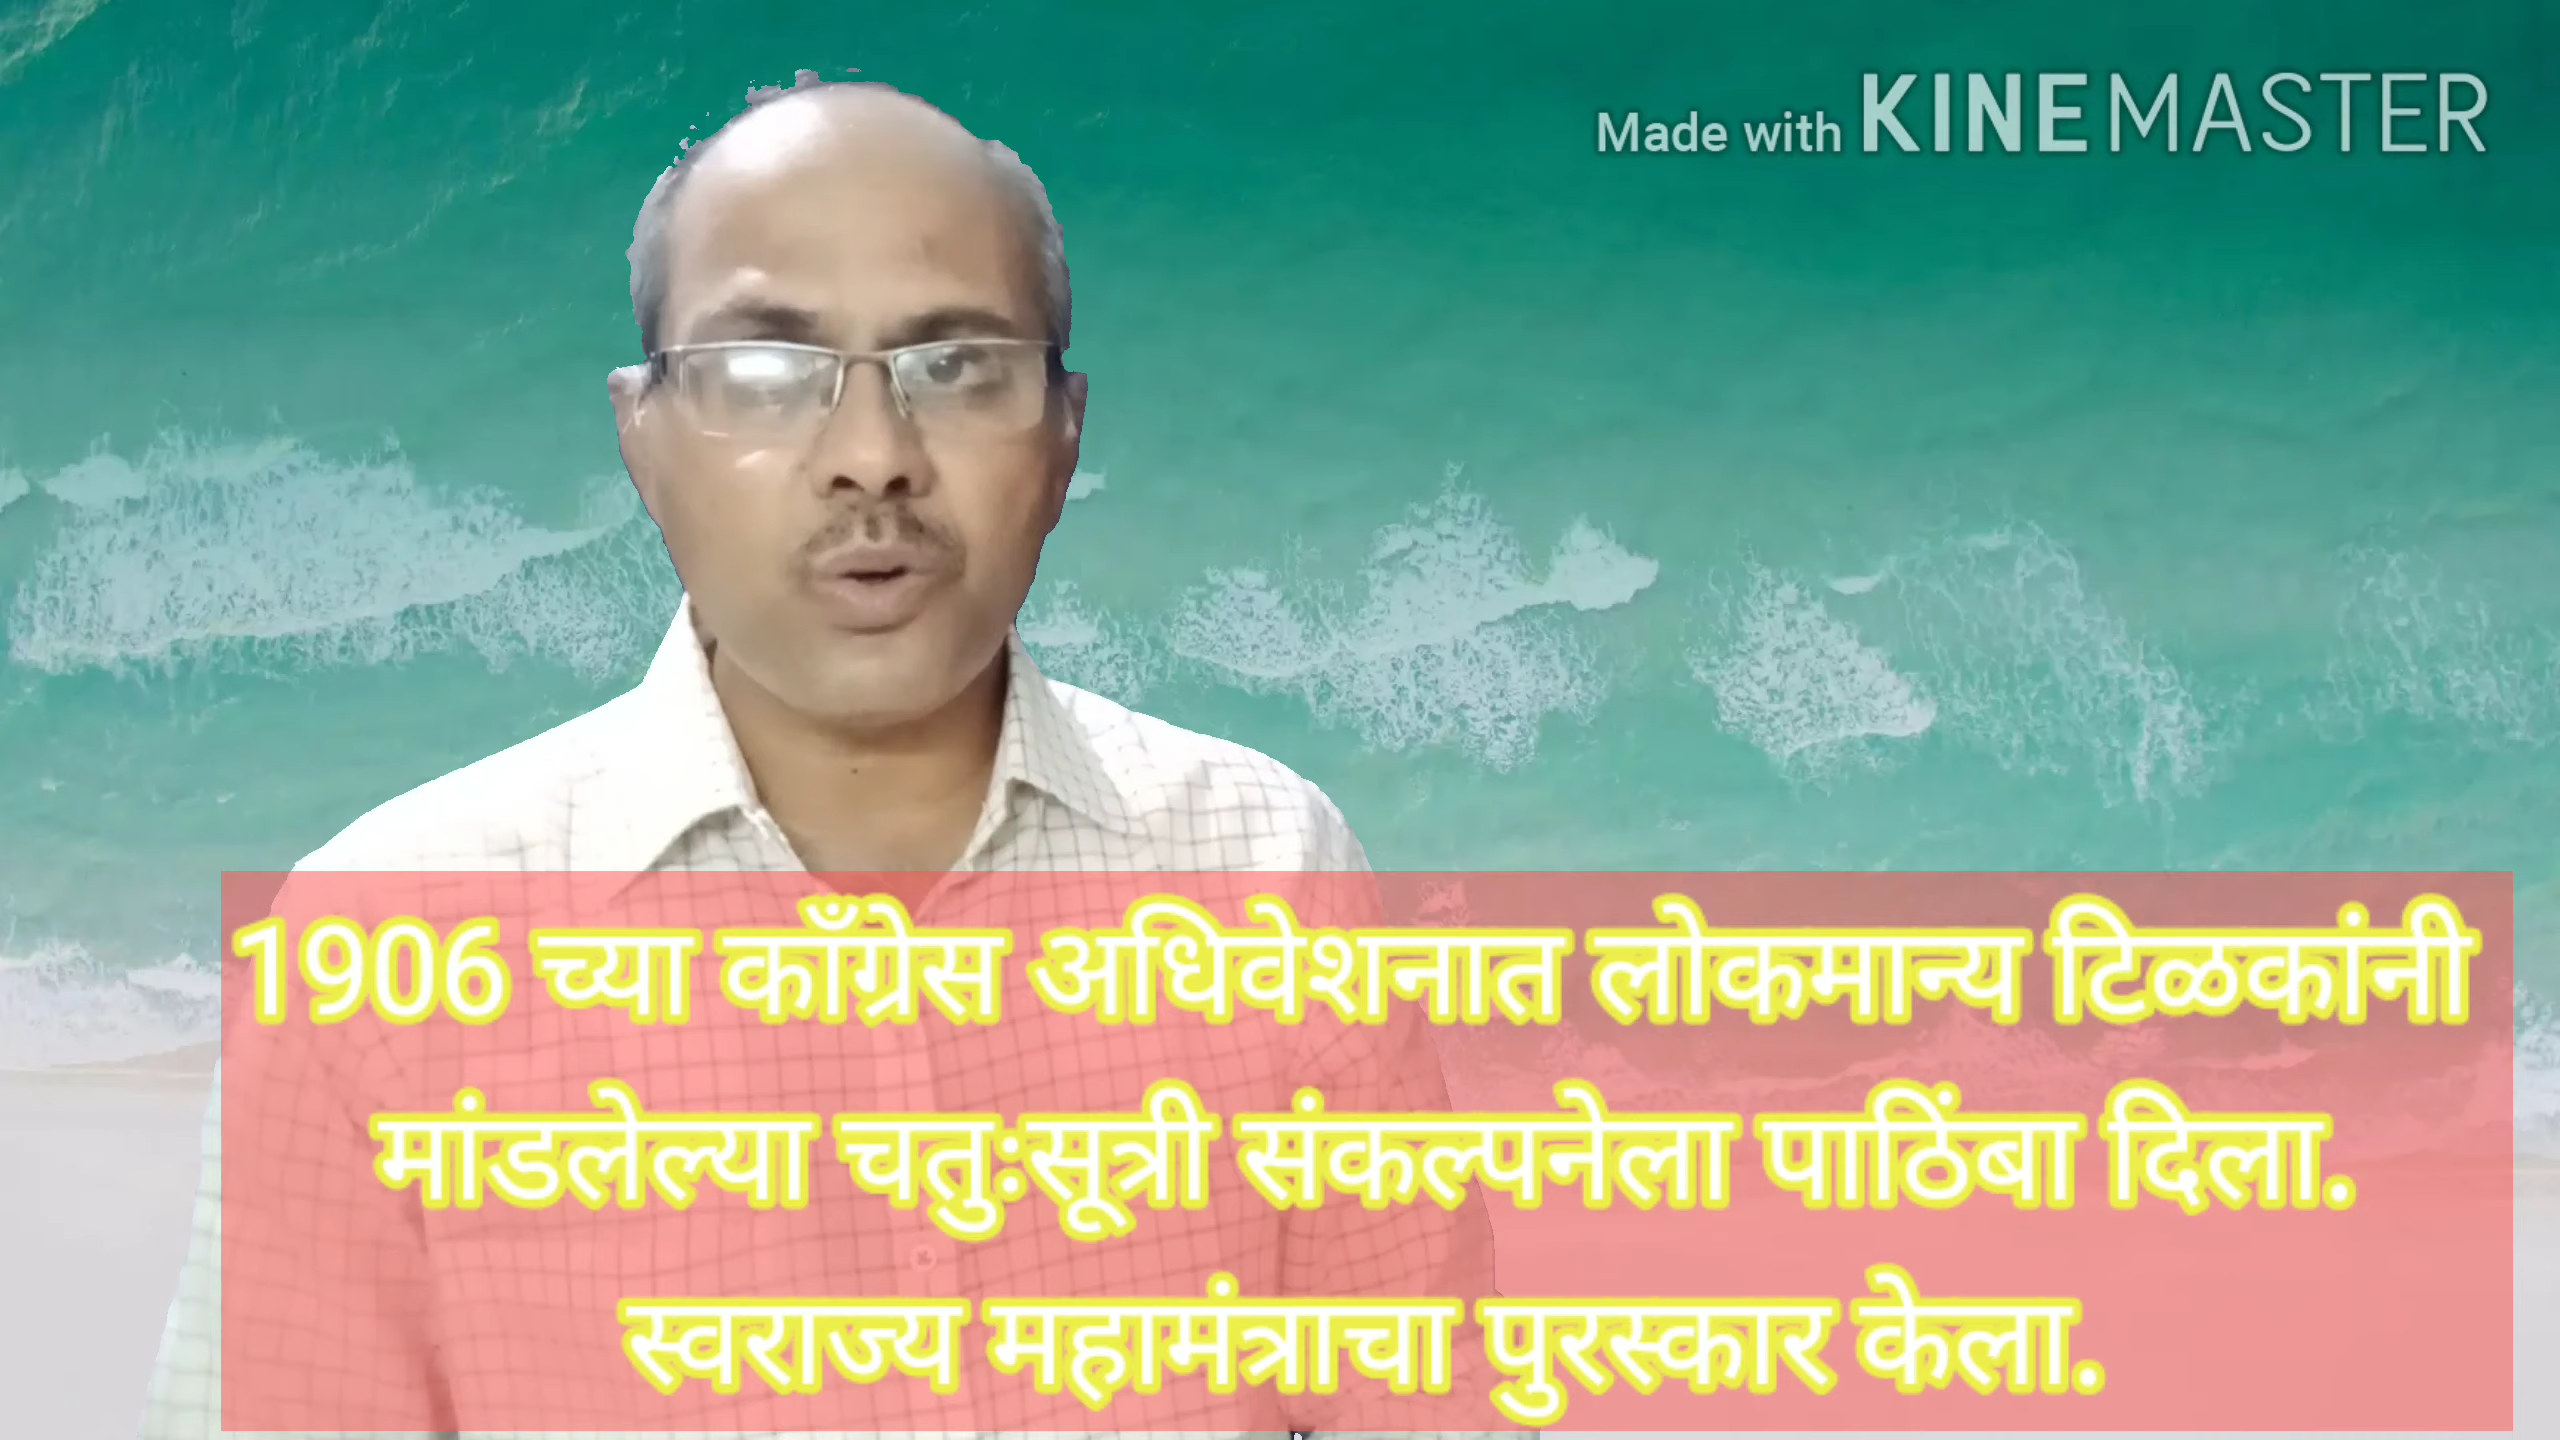 Made with KINEMASTER
1906 च्या काँग्रेस अधिवेशनात लोकमान्य टिळकांनी
मांडलेल्या चतुःसूत्री संकल्पनेला पाठिंबा दिला.
स्वराज्य महामंत्राचा पुरस्कार केला.